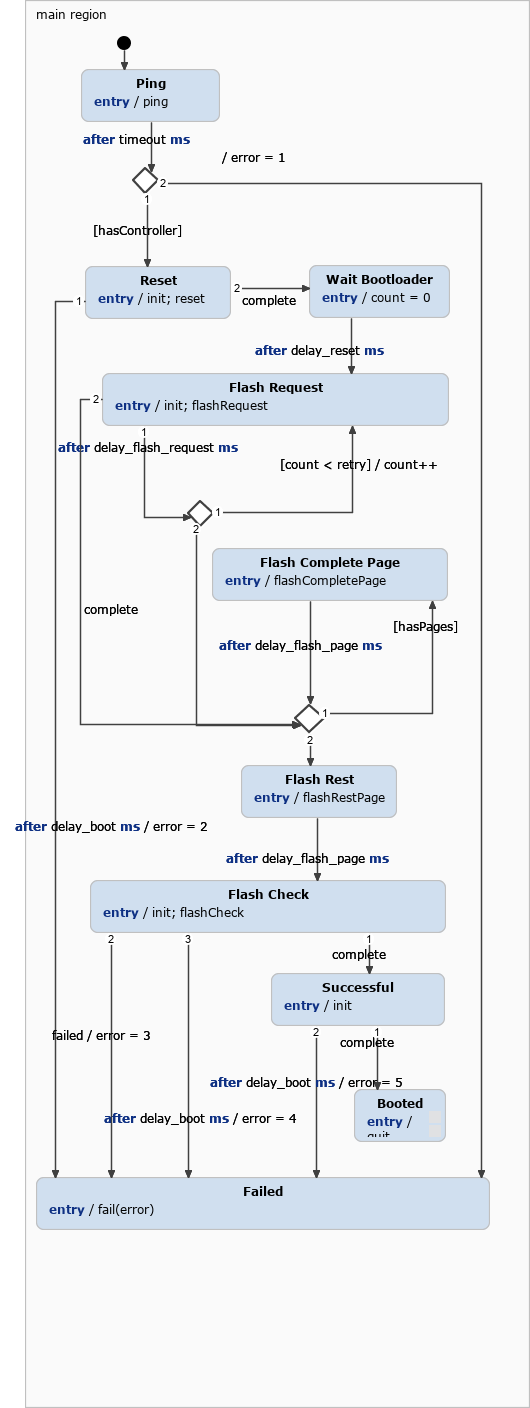 main region
Ping
entry / ping
after timeout ms
/ error = 1
2
1
[hasController]
Reset
entry / init; reset
Wait Bootloader
entry / count = 0
1
2
complete
after delay_reset ms
Flash Request
entry / init; flashRequest
2
1
after delay_flash_request ms
[count < retry] / count++
1
2
Flash Complete Page
entry / flashCompletePage
complete
[hasPages]
after delay_flash_page ms
1
2
Flash Rest
entry / flashRestPage
after delay_boot ms / error = 2
after delay_flash_page ms
Flash Check
entry / init; flashCheck
2
3
1
complete
Successful
entry / init
failed / error = 3
2
1
complete
after delay_boot ms / error = 5
Booted
entry /
quit
after delay_boot ms / error = 4
Failed
entry / fail(error)